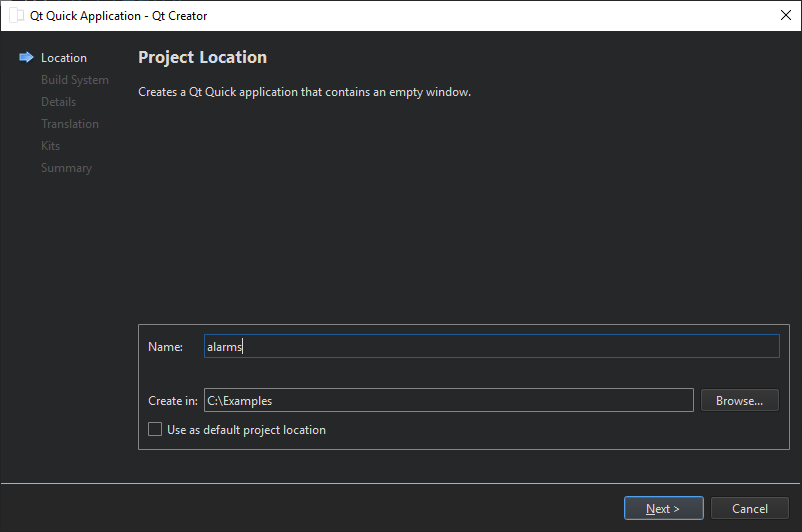 Qt Quick Application - Qt Creator
Location
Build System
Details
Translation
Kits
Summary
Project Location
Creates a Qt Quick application that contains an empty window.
Name: alarms
Create in: C:\Examples Browse...
Use as default project location
Next > Cancel